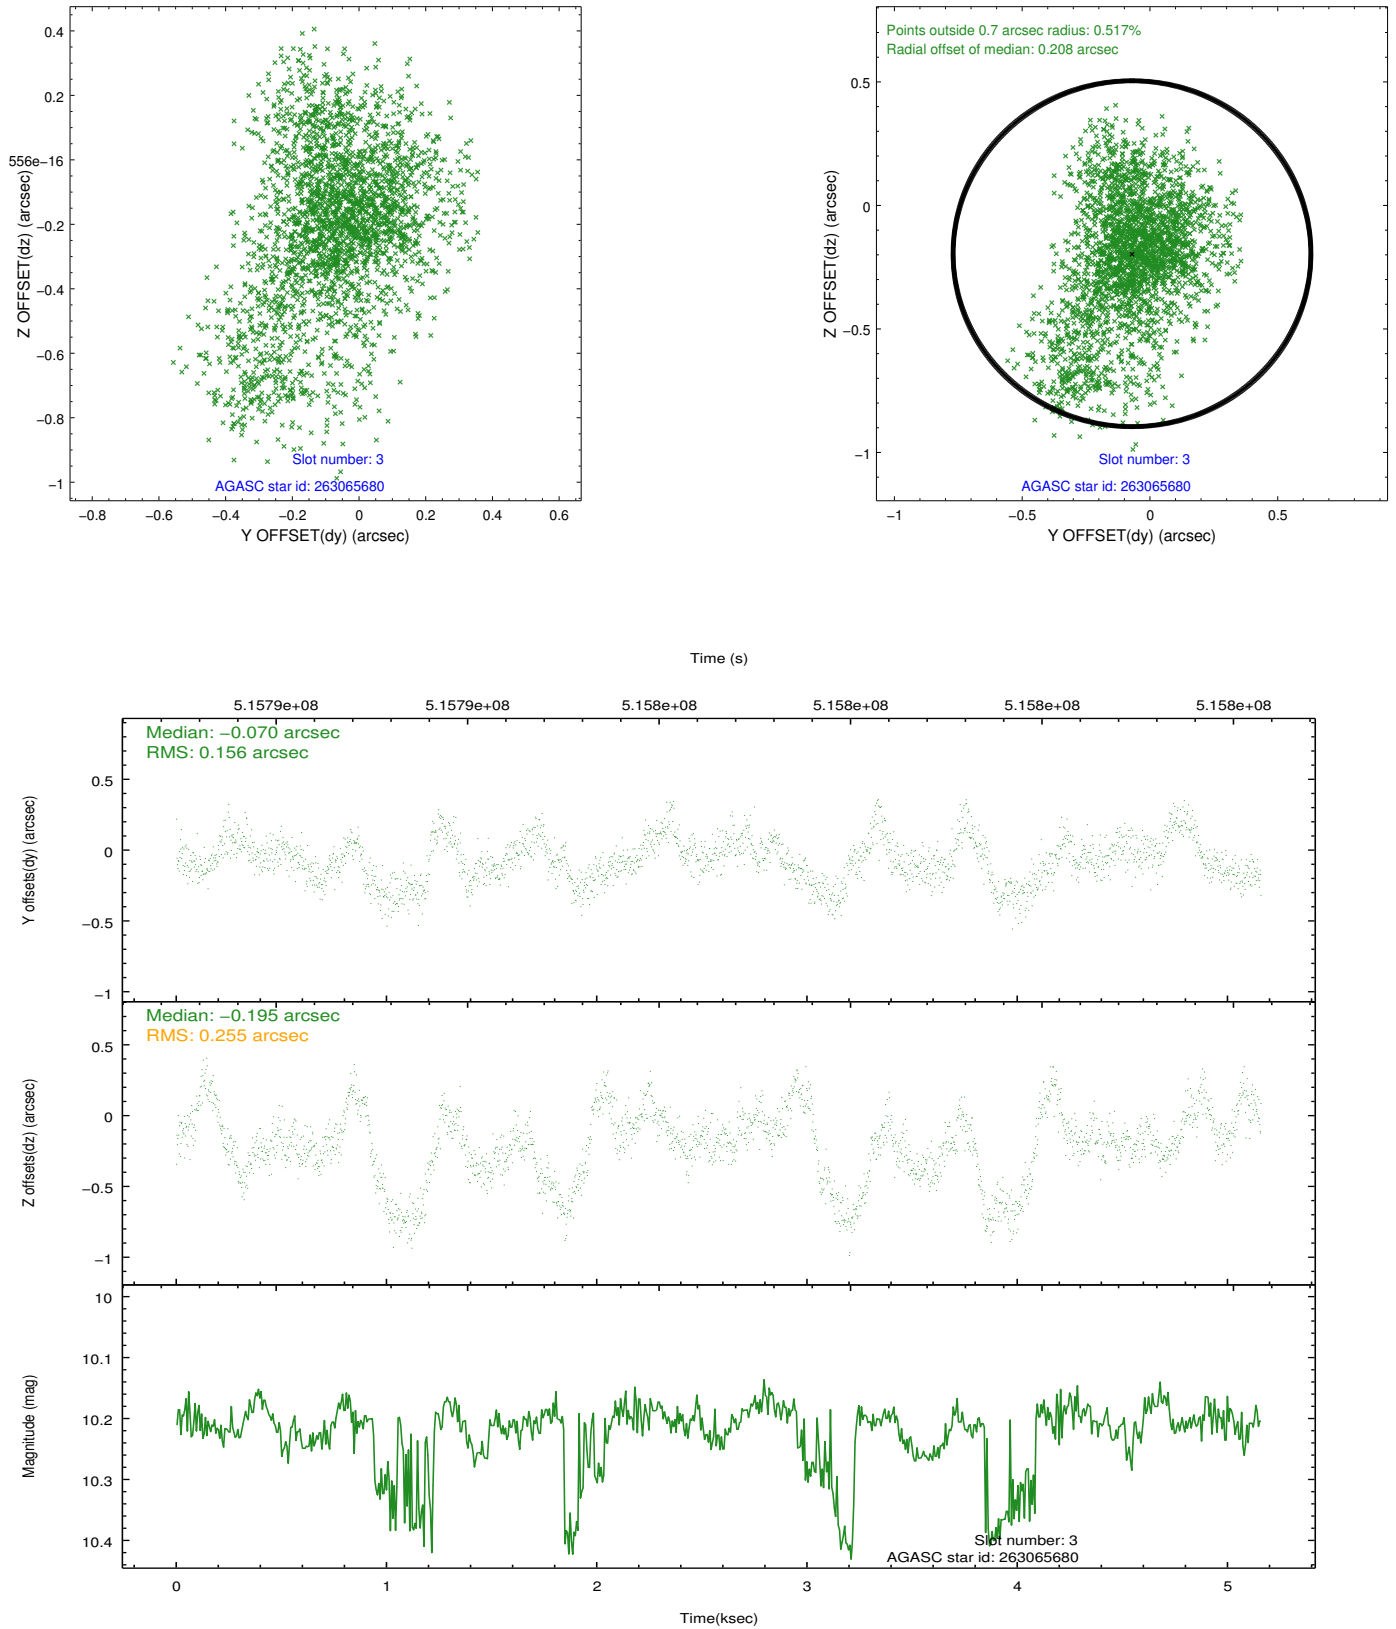 0.4
0.2
556e−16
−0.2
−0.4
−0.6
−0.8
−1
Z OFFSET(dz) (arcsec)
Slot number: 3
AGASC star id: 263065680
−0.8 −0.6 −0.4 −0.2 0 0.2 0.4 0.6
Y OFFSET(dy) (arcsec)
Points outside 0.7 arcsec radius: 0.517%
Radial offset of median: 0.208 arcsec
0.5
0
−0.5
−1
Z OFFSET(dz) (arcsec)
Slot number: 3
AGASC star id: 263065680
−1 −0.5 0 0.5
Y OFFSET(dy) (arcsec)
Time (s)
5.1579e+08 5.1579e+08 5.158e+08 5.158e+08 5.158e+08 5.158e+08
Median: −0.070 arcsec
RMS: 0.156 arcsec
0.5
0
−0.5
−1
Y offsets(dy) (arcsec)
Median: −0.195 arcsec
RMS: 0.255 arcsec
0.5
0
−0.5
−1
Z offsets(dz) (arcsec)
10
10.1
10.2
10.3
10.4
Magnitude (mag)
Slot number: 3
AGASC star id: 263065680
0 1 2 3 4 5
Time(ksec)